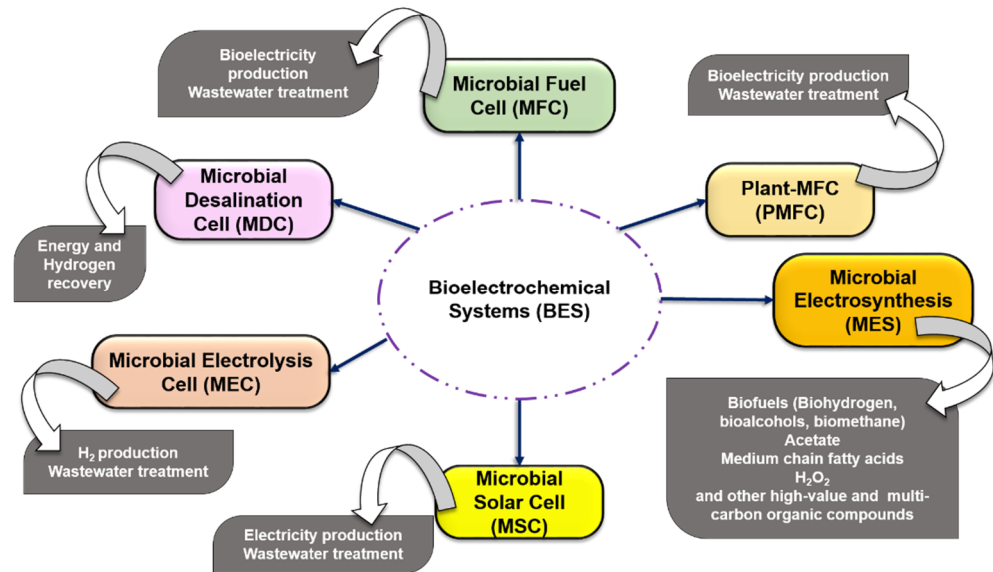 Bioelectricity
production
Wastewater treatment
Microbial Fuel
Cell (MFC)
Bioelectricity production
Wastewater treatment
Microbial
Desalination
Cell (MDC)
Plant-MFC
(PMFC)
Energy and
Hydrogen
recovery
Bioelectrochemical
Systems (BES)
Microbial
Electrosynthesis
(MES)
Microbial Electrolysis
Cell (MEC)
Biofuels (Biohydrogen,
bioalcohols, biomethane)
Acetate
Medium chain fatty acids
H₂O₂
and other high-value and multi-
carbon organic compounds
H₂ production
Wastewater treatment
Microbial
Solar Cell
(MSC)
Electricity production
Wastewater treatment